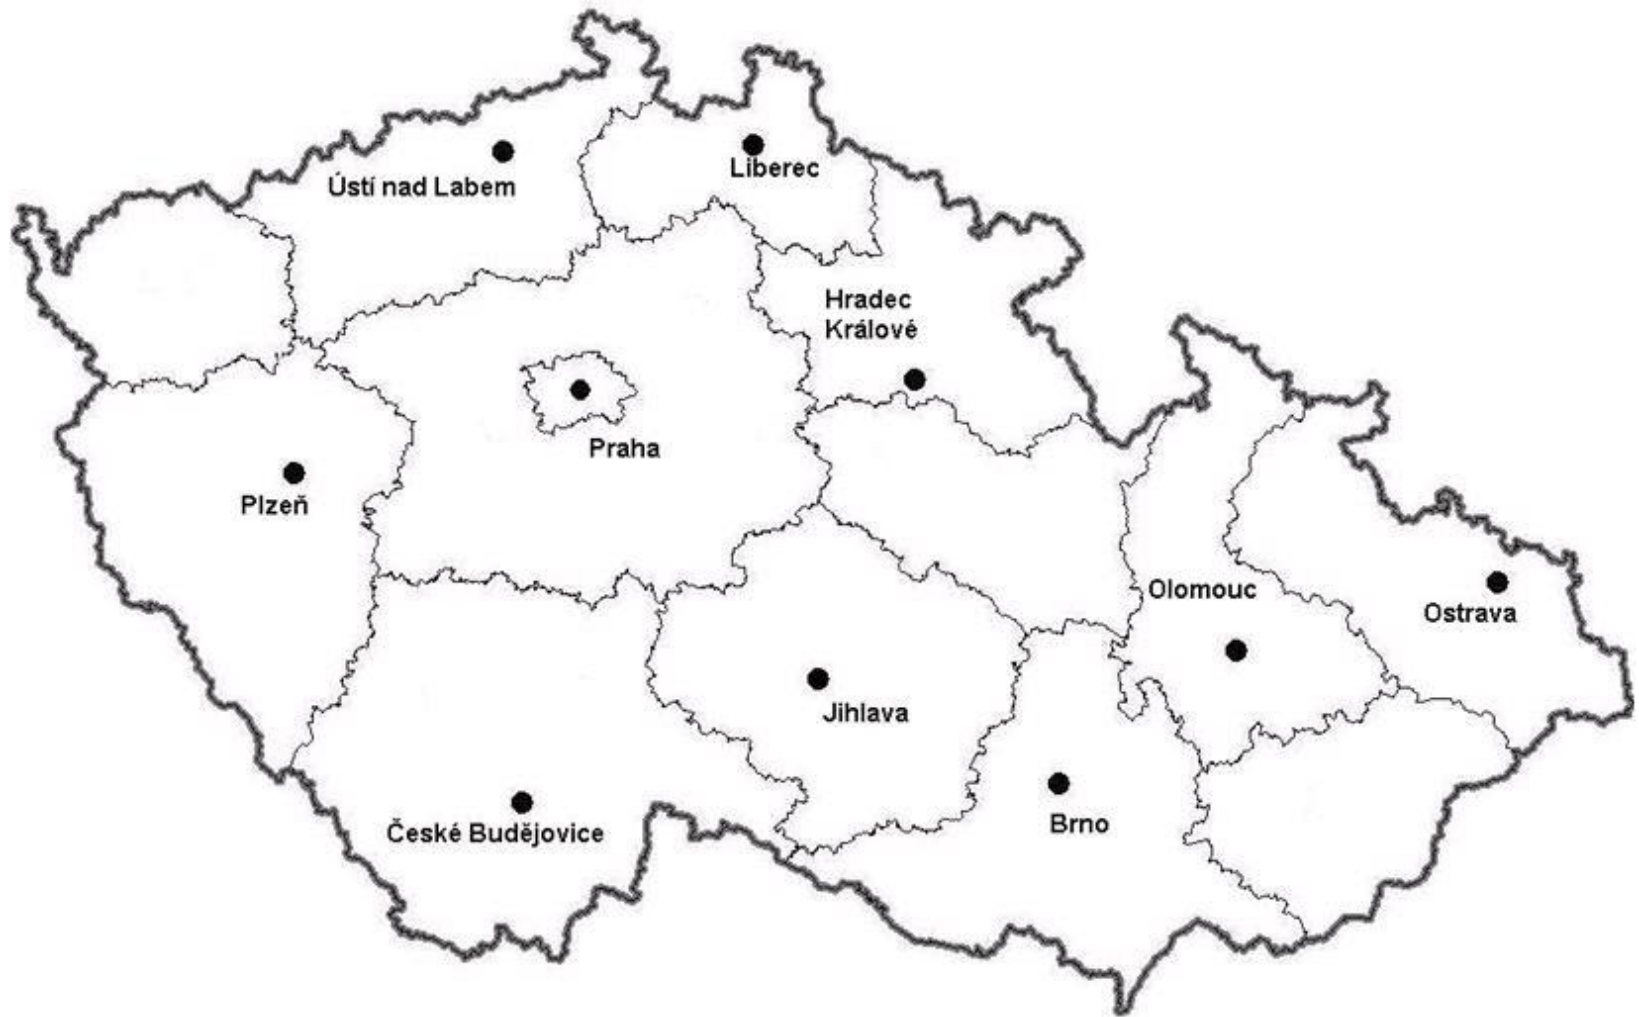 Liberec
Ústí nad Labem
Hradec
Králové
Praha
Plzeň
Olomouc
Ostrava
Jihlava
Brno
České Budějovice